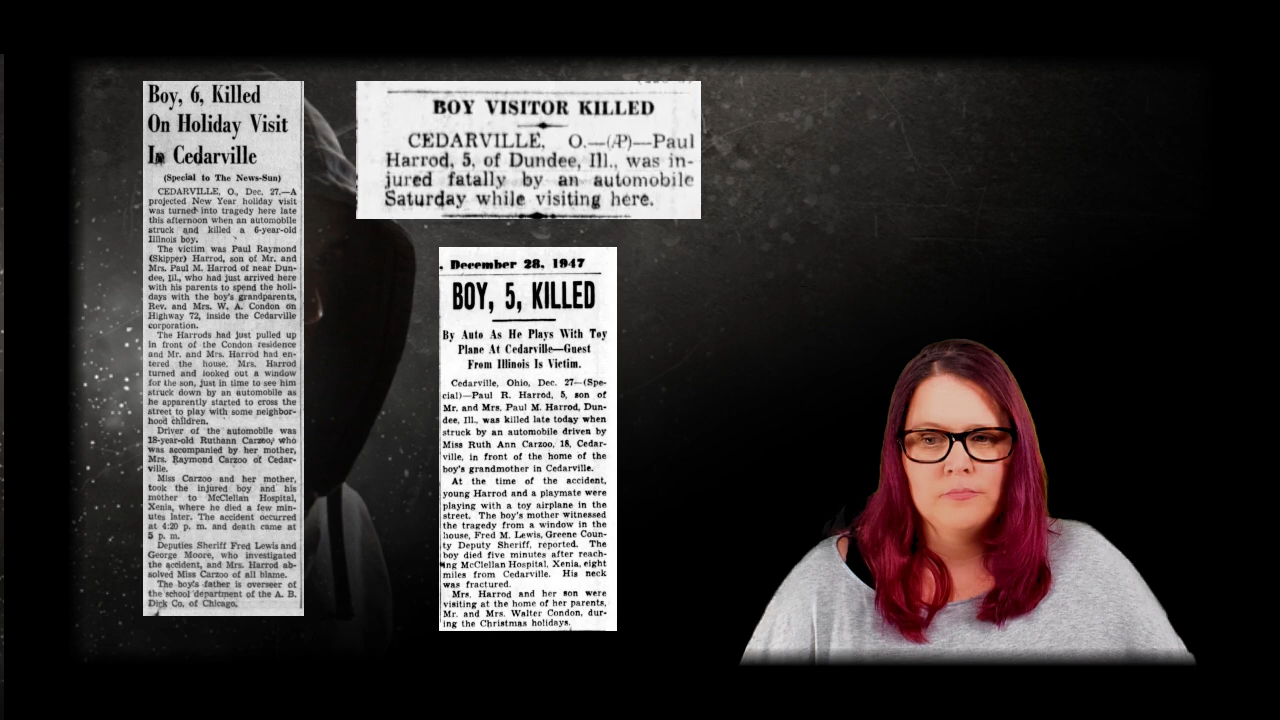 Boy, 6, Killed
On Holiday Visit
In Cedarville
(Special to The News-Sun)
CEDARVILLE, O., Dec. 27.—A
projected New Year holiday visit
was turned into tragedy here late
this afternoon when an automobile
struck and killed a 6-year-old
Illinois boy.
The victim was Paul Raymond
(Skipper) Harrod, son of Mr. and
Mrs. Paul M. Harrod of near Dun-
dee, Ill., who had just arrived here
with his parents to spend the holi-
days with the boy's grandparents,
Rev. and Mrs. W. A. Condon on
Highway 72, inside the Cedarville
corporation.
The Harrods had just pulled up
in front of the Condon residence
and Mr. and Mrs. Harrod had en-
tered the house. Mrs. Harrod
turned and looked out a window
for the son, just in time to see him
struck down by an automobile as
he apparently started to cross the
street to play with some neighbor-
hood children.
Driver of the automobile was
18-year-old Ruthann Carzoo, who
was accompanied by her mother,
Mrs. Raymond Carzoo of Cedar-
ville.
Miss Carzoo and her mother,
took the injured boy and his
mother to McClellan Hospital,
Xenia, where he died a few min-
utes later. The accident occurred
at 4:20 p. m. and death came at
5 p. m.
Deputies Sheriff Fred Lewis and
George Moore, who investigated
the accident, and Mrs. Harrod ab-
solved Miss Carzoo of all blame.
The boy's father is overseer of
the school department of the A. B.
Dick Co. of Chicago.
BOY VISITOR KILLED
CEDARVILLE, O.—(AP)—Paul
Harrod, 5, of Dundee, Ill., was in-
jured fatally by an automobile
Saturday while visiting here.
, December 28, 1947
BOY, 5, KILLED
By Auto As He Plays With Toy
Plane At Cedarville—Guest
From Illinois Is Victim.
Cedarville, Ohio, Dec. 27—(Spe-
cial)—Paul R. Harrod, 5, son of
Mr. and Mrs. Paul M. Harrod, Dun-
dee, Ill., was killed late today when
struck by an automobile driven by
Miss Ruth Ann Carzoo, 18, Cedar-
ville, in front of the home of the
boy's grandmother in Cedarville.
At the time of the accident,
young Harrod and a playmate were
playing with a toy airplane in the
street. The boy's mother witnessed
the tragedy from a window in the
house, Fred M. Lewis, Greene Coun-
ty Deputy Sheriff, reported. The
boy died five minutes after reach-
ing McClellan Hospital, Xenia, eight
miles from Cedarville. His neck
was fractured.
Mrs. Harrod and her son were
visiting at the home of her parents,
Mr. and Mrs. Walter Condon, dur-
ing the Christmas holidays.